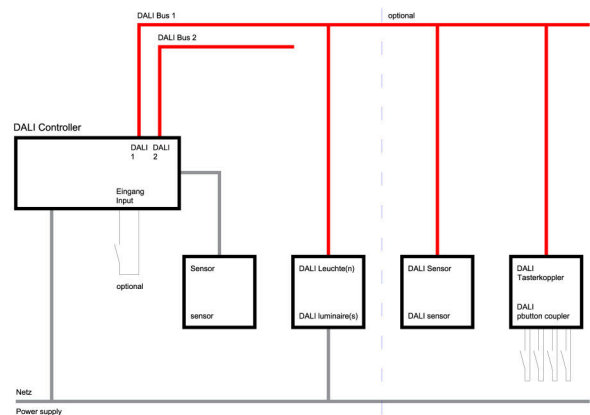 DALI Bus 1
optional
DALI Bus 2
DALI Controller
DALI DALI
1 2
Eingang
Input
optional
Sensor
sensor
DALI Leuchte(n)
DALI luminaire(s)
DALI Sensor
DALI sensor
DALI
Tasterkoppler
DALI
pbutton coupler
Netz
Power supply